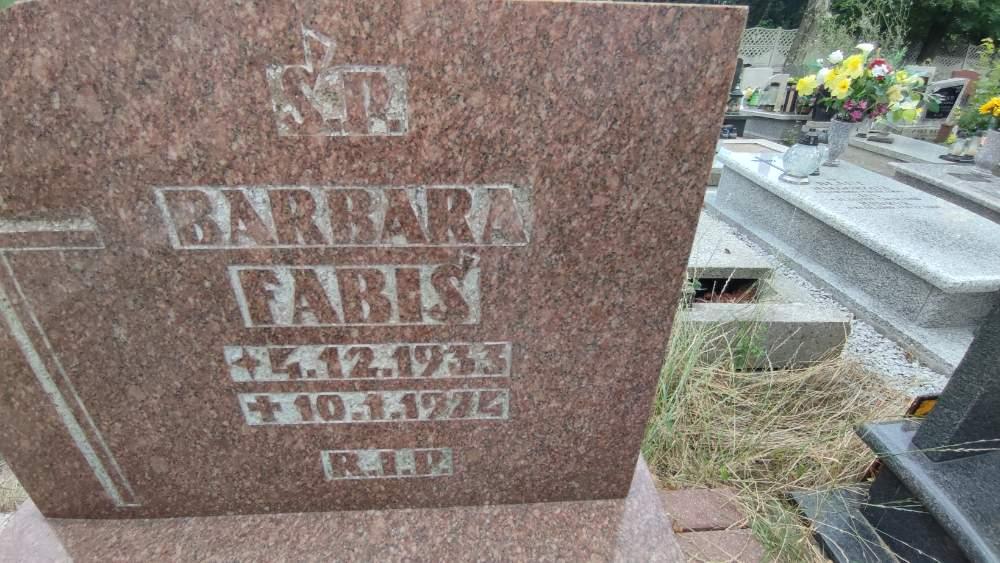 Ś.P.
BARBARA
FABIŚ
* 4.12.1933
✝ 10.1.1974
R.I.P.